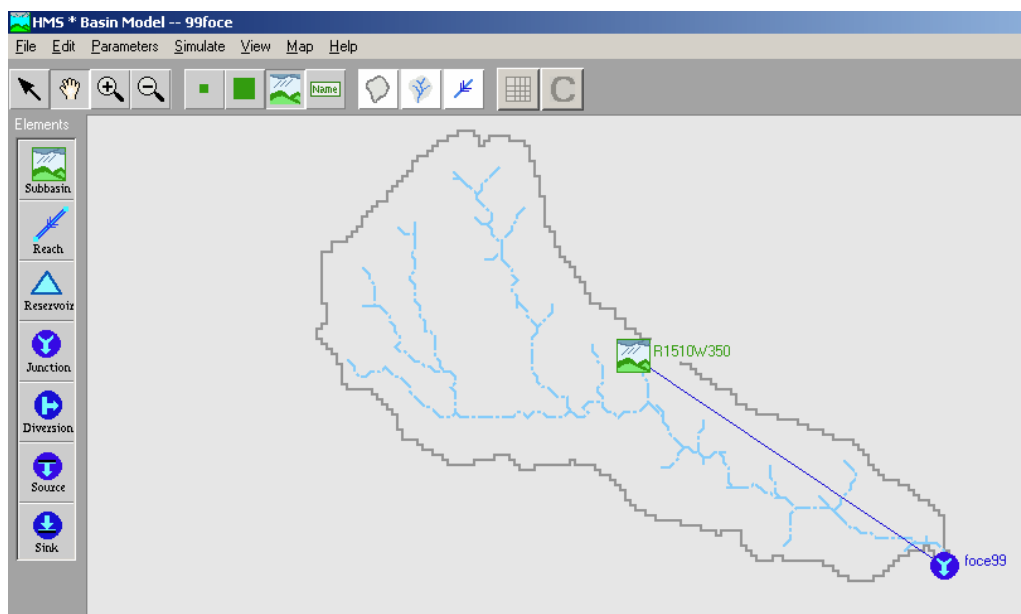 HMS * Basin Model -- 99foce
File Edit Parameters Simulate View Map Help
Name
C
Elements
Subbasin
Reach
Reservoir
Junction
Diversion
Source
Sink
R1510W350
foce99